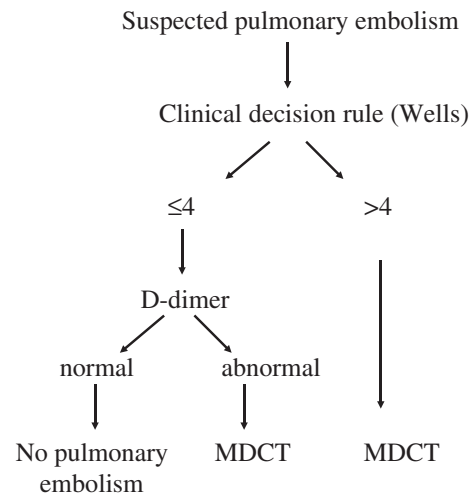 Suspected pulmonary embolism
Clinical decision rule (Wells)
≤4
>4
D-dimer
normal
abnormal
No pulmonary
embolism
MDCT
MDCT